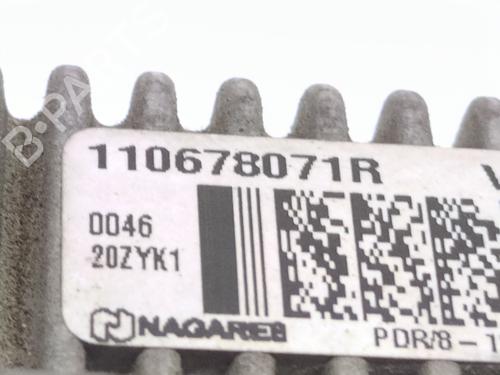 B-PARTS
110678071R V
0046
20ZYK1
NAGARES
PDR/8 - 1